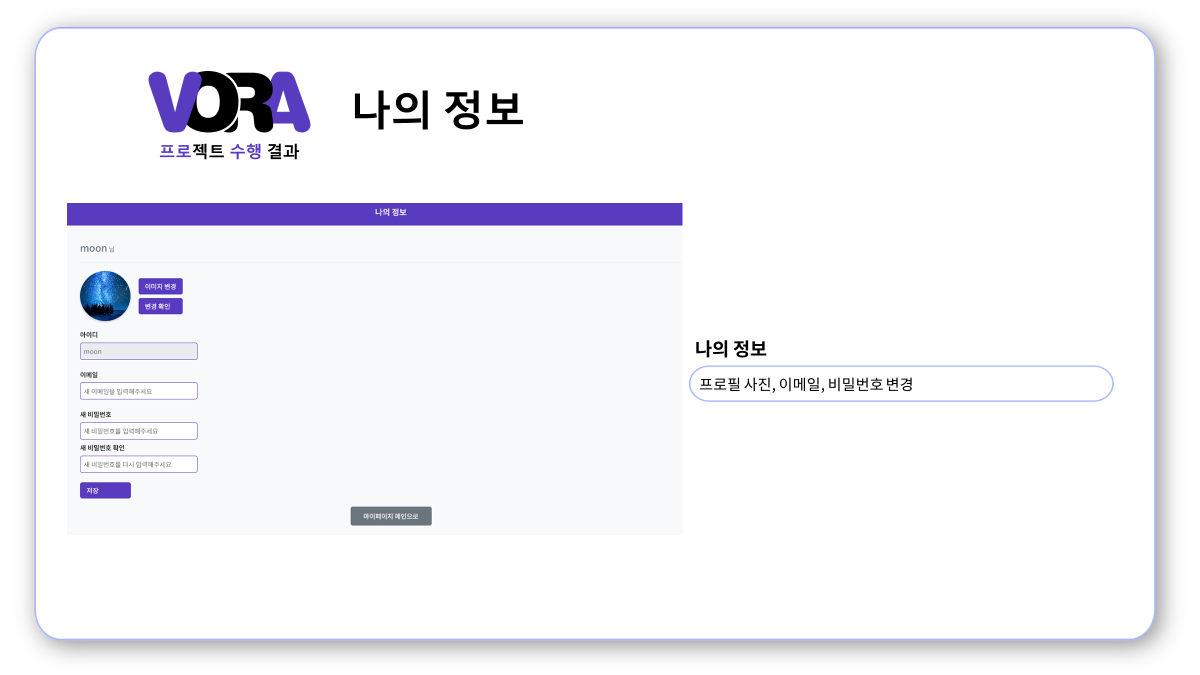 VORA
프로젝트 수행 결과
나의 정보
나의 정보
moon 님
이미지 변경
변경 확인
아이디
moon
이메일
새 이메일을 입력해주세요
새 비밀번호
새 비밀번호를 입력해주세요
새 비밀번호 확인
새 비밀번호를 다시 입력해주세요
저장
마이페이지 메인으로
나의 정보
프로필 사진, 이메일, 비밀번호 변경